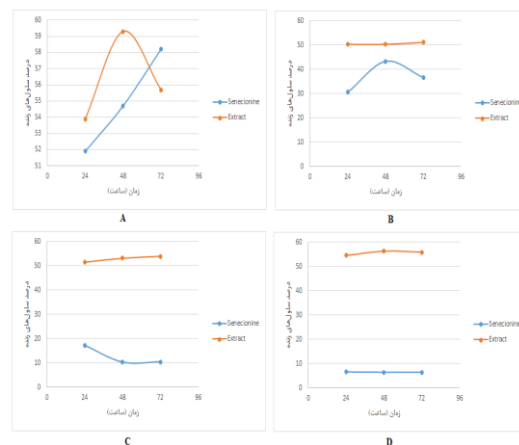 60
59
58
57
56
55
54
53
52
51
0 24 48 72 96
درصد سلول‌های زنده
زمان (ساعت)
Senecionine
Extract
A
60
50
40
30
20
10
0
0 24 48 72 96
درصد سلول‌های زنده
زمان (ساعت)
Senecionine
Extract
B
60
50
40
30
20
10
0
0 24 48 72 96
درصد سلول‌های زنده
زمان (ساعت)
Senecionine
Extract
C
60
50
40
30
20
10
0
0 24 48 72 96
درصد سلول‌های زنده
زمان (ساعت)
Senecionine
Extract
D